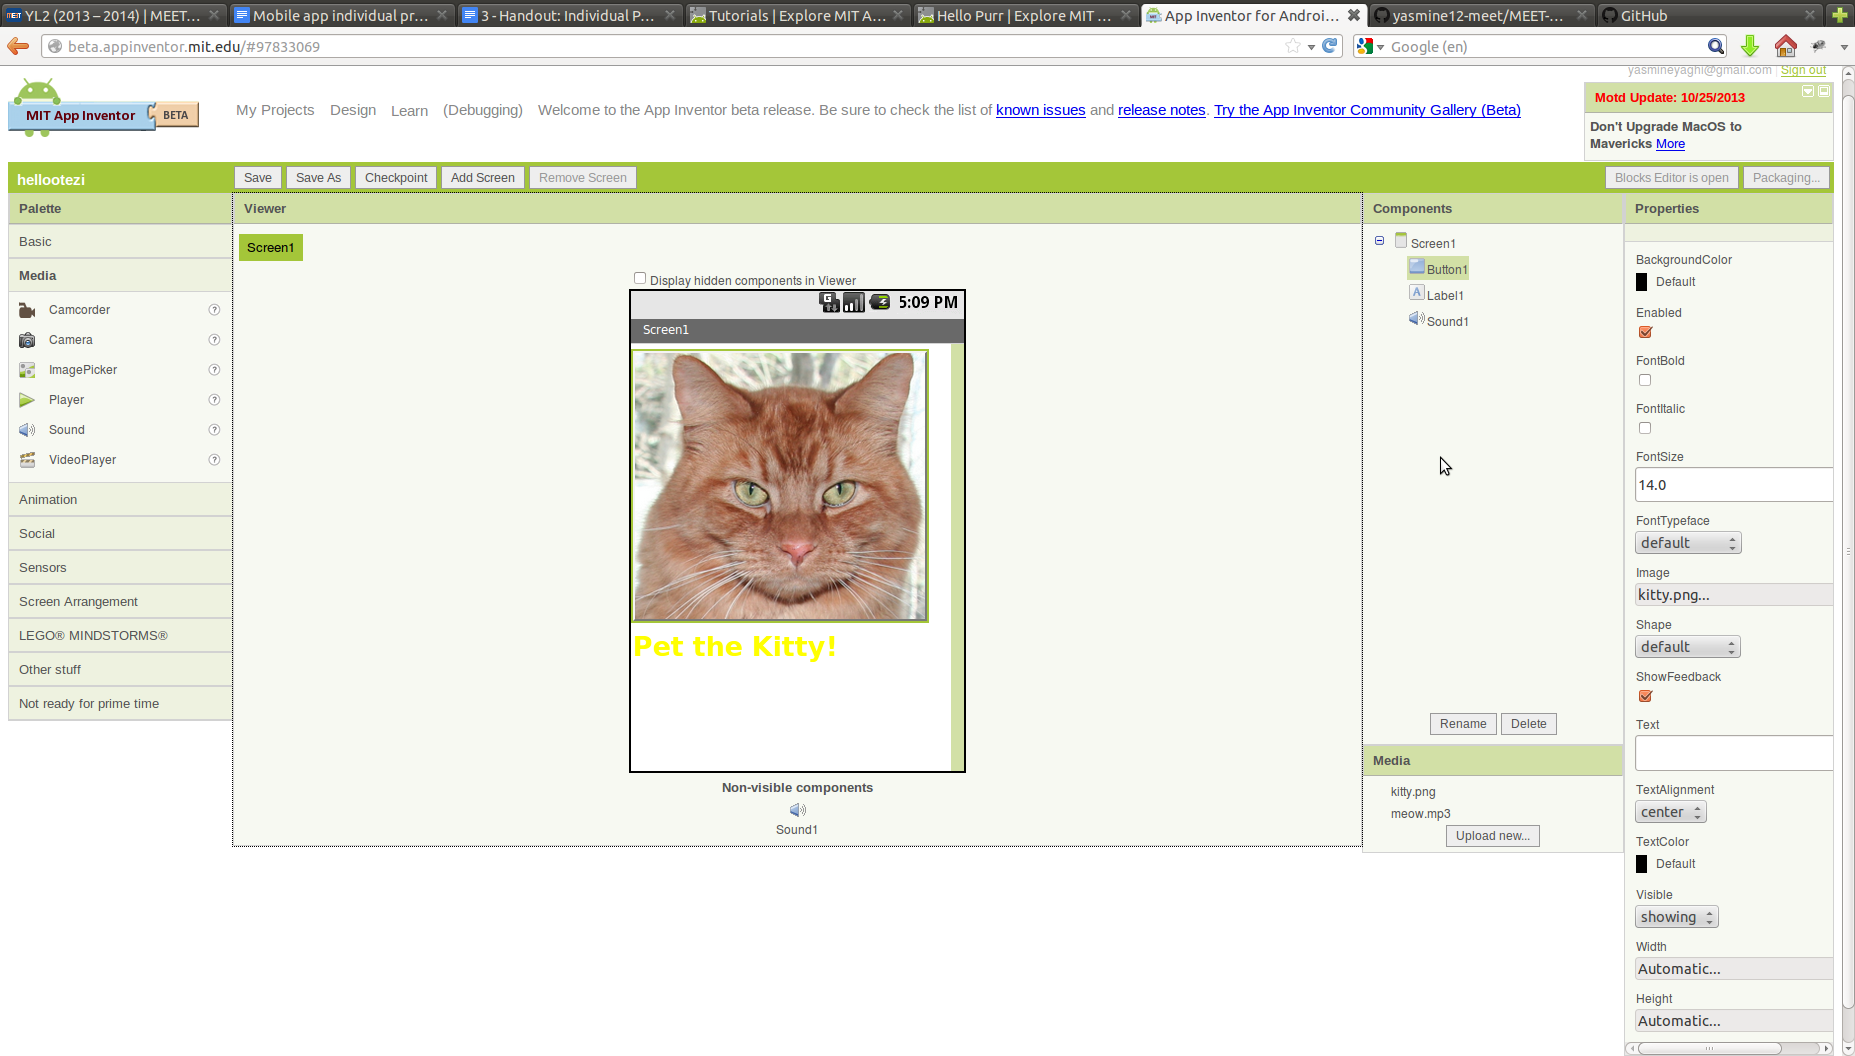 YL2 (2013 – 2014) | MEET...
Mobile app individual pr...
3 - Handout: Individual P...
Tutorials | Explore MIT A...
Hello Purr | Explore MIT ...
App Inventor for Androi...
yasmine12-meet/MEET-...
GitHub
beta.appinventor.mit.edu/#97833069
Google (en)
yasmineyaghi@gmail.com | Sign out
MIT App Inventor BETA
My Projects Design Learn (Debugging) Welcome to the App Inventor beta release. Be sure to check the list of known issues and release notes. Try the App Inventor Community Gallery (Beta)
Motd Update: 10/25/2013
Don't Upgrade MacOS to
Mavericks More
hellootezi
Save Save As Checkpoint Add Screen Remove Screen
Blocks Editor is open Packaging...
Palette
Basic
Media
Camcorder ?
Camera ?
ImagePicker ?
Player ?
Sound ?
VideoPlayer ?
Animation
Social
Sensors
Screen Arrangement
LEGO® MINDSTORMS®
Other stuff
Not ready for prime time
Viewer
Screen1
Display hidden components in Viewer
5:09 PM
Screen1
Pet the Kitty!
Non-visible components
Sound1
Components
Screen1
Button1
A Label1
Sound1
Rename Delete
Media
kitty.png
meow.mp3
Upload new...
Properties
BackgroundColor
Default
Enabled
FontBold
FontItalic
FontSize
14.0
FontTypeface
default
Image
kitty.png...
Shape
default
ShowFeedback
Text
TextAlignment
center
TextColor
Default
Visible
showing
Width
Automatic...
Height
Automatic...